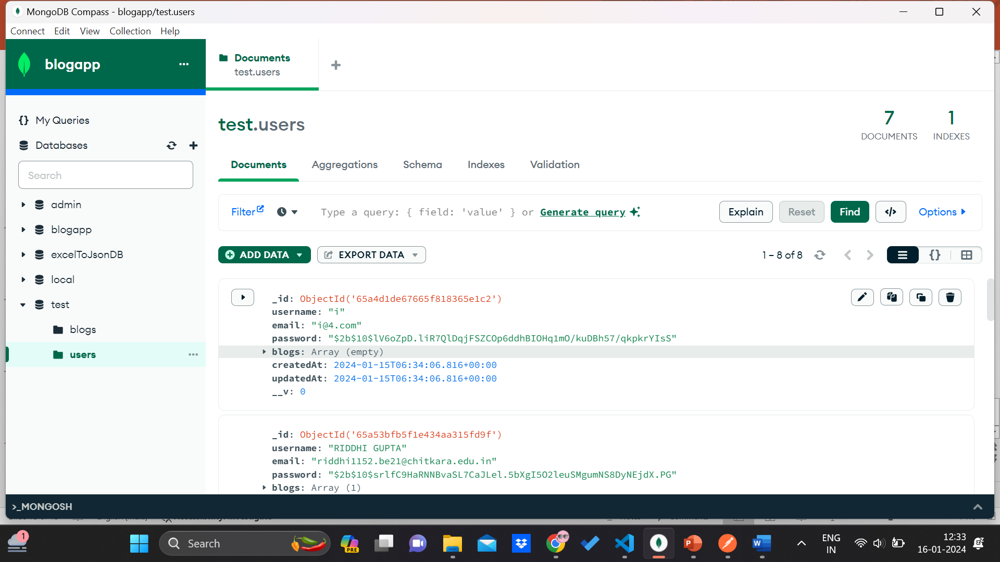 MongoDB Compass - blogapp/test.users
Connect Edit View Collection Help
blogapp
Documents
test.users
My Queries
Databases
Search
admin
blogapp
excelToJsonDB
local
test
blogs
users
test.users
7
DOCUMENTS
1
INDEXES
Documents Aggregations Schema Indexes Validation
Filter
Type a query: { field: 'value' } or Generate query
Explain Reset Find </> Options
ADD DATA EXPORT DATA
1 – 8 of 8
{}
_id: ObjectId('65a4d1de67665f818365e1c2')
username: "i"
email: "i@4.com"
password: "$2b$10$lV6oZpD.liR7QlDqjFSZCOp6ddhBIOHq1mO/kuDBh57/qkpkrYIsS"
blogs: Array (empty)
createdAt: 2024-01-15T06:34:06.816+00:00
updatedAt: 2024-01-15T06:34:06.816+00:00
__v: 0
_id: ObjectId('65a53bfb5f1e434aa315fd9f')
username: "RIDDHI GUPTA"
email: "riddhi1152.be21@chitkara.edu.in"
password: "$2b$10$srlfC9HaRNNBvaSL7CaJLel.5bXgI5O2leuSMgumNS8DyNEjdX.PG"
blogs: Array (1)
>_MONGOSH
1
Search
PRE
ENG
IN
12:33
16-01-2024